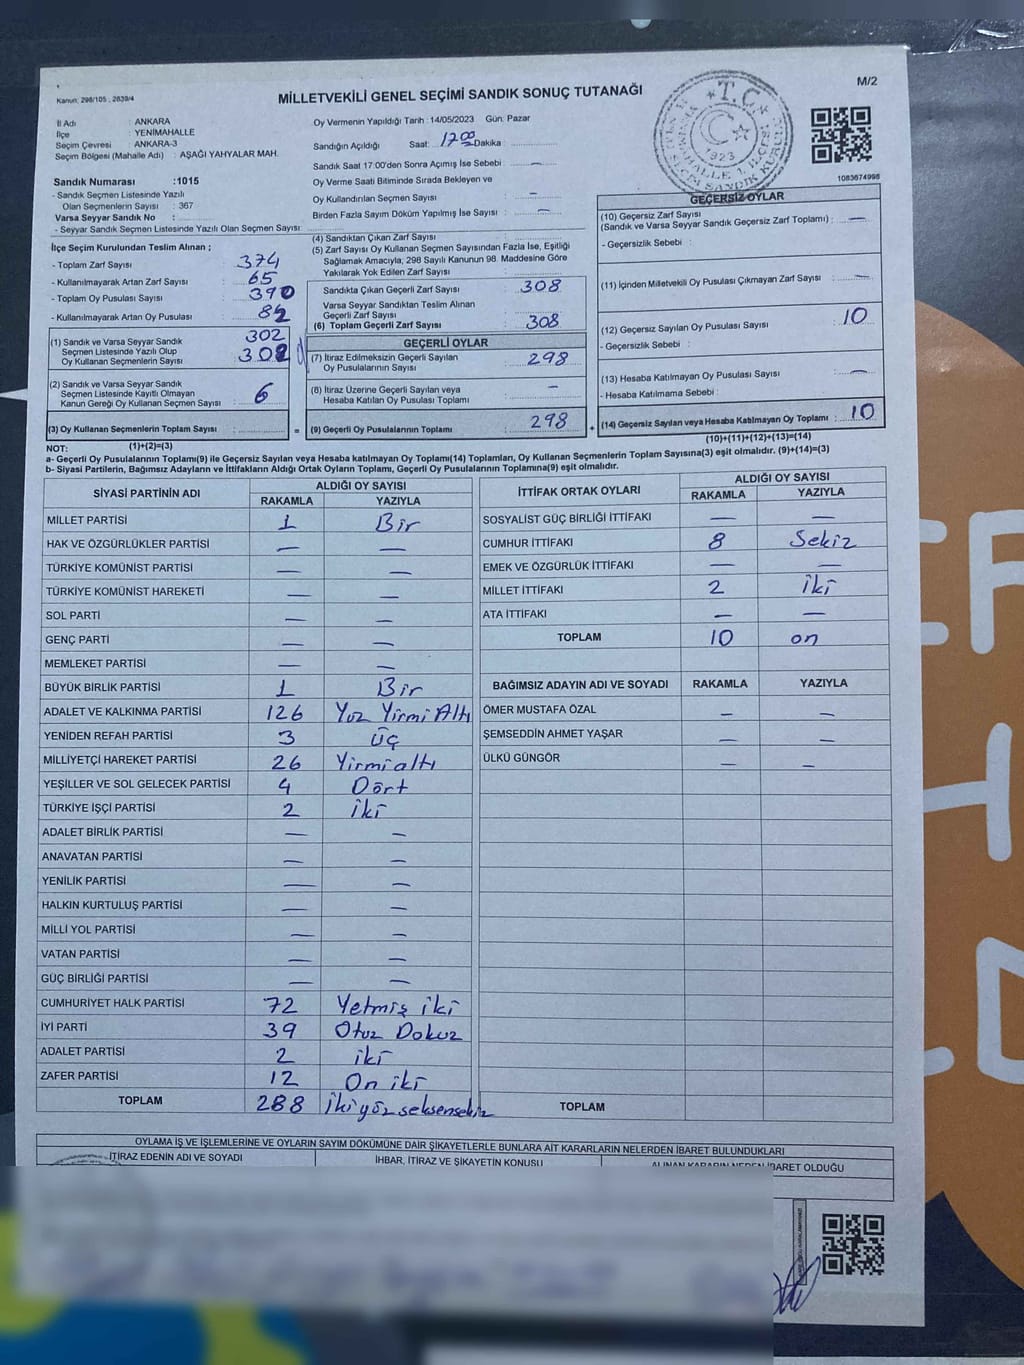 Kanun: 298/105 ; 2839/4
M/2
MİLLETVEKİLİ GENEL SEÇİMİ SANDIK SONUÇ TUTANAĞI
İl Adı : ANKARA
İlçe : YENİMAHALLE
Seçim Çevresi : ANKARA-3
Seçim Bölgesi (Mahalle Adı) : AŞAĞI YAHYALAR MAH.
Sandık Numarası :1015
- Sandık Seçmen Listesinde Yazılı
Olan Seçmenlerin Sayısı : 367
Varsa Seyyar Sandık No :
- Seyyar Sandık Seçmen Listesinde Yazılı Olan Seçmen Sayısı:
Oy Vermenin Yapıldığı Tarih :14/05/2023 Gün: Pazar
Sandığın Açıldığı Saat: 17 00 Dakika :
Sandık Saat 17:00'den Sonra Açımış İse Sebebi : —
Oy Verme Saati Bitiminde Sırada Bekleyen ve
Oy Kullandırılan Seçmen Sayısı : —
Birden Fazla Sayım Döküm Yapılmış İse Sayısı : —
T.C.
1923
1083674998
İlçe Seçim Kurulundan Teslim Alınan ;
- Toplam Zarf Sayısı : 374
- Kullanılmayarak Artan Zarf Sayısı : 65
- Toplam Oy Pusulası Sayısı : 390
- Kullanılmayarak Artan Oy Pusulası : 82
(1) Sandık ve Varsa Seyyar Sandık 302
Seçmen Listesinde Yazılı Olup
Oy Kullanan Seçmenlerin Sayısı : 302
(2) Sandık ve Varsa Seyyar Sandık
Seçmen Listesinde Kayıtlı Olmayan
Kanun Gereği Oy Kullanan Seçmen Sayısı : 6
(3) Oy Kullanan Seçmenlerin Toplam Sayısı :
(1)+(2)=(3)
(4) Sandıktan Çıkan Zarf Sayısı :
(5) Zarf Sayısı Oy Kullanan Seçmen Sayısından Fazla İse, Eşitliği
Sağlamak Amacıyla, 298 Sayılı Kanunun 98. Maddesine Göre
Yakılarak Yok Edilen Zarf Sayısı :
Sandıkta Çıkan Geçerli Zarf Sayısı : 308
Varsa Seyyar Sandıktan Teslim Alınan
Geçerli Zarf Sayısı :
(6) Toplam Geçerli Zarf Sayısı : 308
GEÇERLİ OYLAR
(7) İtiraz Edilmeksizin Geçerli Sayılan
Oy Pusulalarının Sayısı : 298
(8) İtiraz Üzerine Geçerli Sayılan veya
Hesaba Katılan Oy Pusulası Toplamı : —
= (9) Geçerli Oy Pusulalarının Toplamı : 298
GEÇERSİZ OYLAR
(10) Geçersiz Zarf Sayısı
(Sandık ve Varsa Seyyar Sandık Geçersiz Zarf Toplamı) : —
- Geçersizlik Sebebi :
(11) İçinden Milletvekili Oy Pusulası Çıkmayan Zarf Sayısı : —
(12) Geçersiz Sayılan Oy Pusulası Sayısı : 10
- Geçersizlik Sebebi :
(13) Hesaba Katılmayan Oy Pusulası Sayısı : —
- Hesaba Katılmama Sebebi :
+ (14) Geçersiz Sayılan veya Hesaba Katılmayan Oy Toplamı : 10
(10)+(11)+(12)+(13)=(14)
NOT:
a- Geçerli Oy Pusulalarının Toplamı(9) ile Geçersiz Sayılan veya Hesaba katılmayan Oy Toplamı(14) Toplamları, Oy Kullanan Seçmenlerin Toplam Sayısına(3) eşit olmalıdır. (9)+(14)=(3)
b- Siyasi Partilerin, Bağımsız Adayların ve İttifakların Aldığı Ortak Oyların Toplamı, Geçerli Oy Pusulalarının Toplamına(9) eşit olmalıdır.
SİYASİ PARTİNİN ADI ALDIĞI OY SAYISI
RAKAMLA YAZIYLA
MİLLET PARTİSİ 1 Bir
HAK VE ÖZGÜRLÜKLER PARTİSİ — —
TÜRKİYE KOMÜNİST PARTİSİ — —
TÜRKİYE KOMÜNİST HAREKETİ — —
SOL PARTİ — —
GENÇ PARTİ — —
MEMLEKET PARTİSİ — —
BÜYÜK BİRLİK PARTİSİ 1 Bir
ADALET VE KALKINMA PARTİSİ 126 Yüz Yirmi Altı
YENİDEN REFAH PARTİSİ 3 üç
MİLLİYETÇİ HAREKET PARTİSİ 26 Yirmialtı
YEŞİLLER VE SOL GELECEK PARTİSİ 4 Dört
TÜRKİYE İŞÇİ PARTİSİ 2 iki
ADALET BİRLİK PARTİSİ — —
ANAVATAN PARTİSİ — —
YENİLİK PARTİSİ — —
HALKIN KURTULUŞ PARTİSİ — —
MİLLİ YOL PARTİSİ — —
VATAN PARTİSİ — —
GÜÇ BİRLİĞİ PARTİSİ — —
CUMHURİYET HALK PARTİSİ 72 Yetmiş iki
İYİ PARTİ 39 Otuz Dokuz
ADALET PARTİSİ 2 iki
ZAFER PARTİSİ 12 On iki
TOPLAM 288 ikiyüzseksensekiz
İTTİFAK ORTAK OYLARI ALDIĞI OY SAYISI
RAKAMLA YAZIYLA
SOSYALİST GÜÇ BİRLİĞİ İTTİFAKI — —
CUMHUR İTTİFAKI 8 Sekiz
EMEK VE ÖZGÜRLÜK İTTİFAKI — —
MİLLET İTTİFAKI 2 iki
ATA İTTİFAKI — —
TOPLAM 10 on
BAĞIMSIZ ADAYIN ADI VE SOYADI RAKAMLA YAZIYLA
ÖMER MUSTAFA ÖZAL — —
ŞEMSEDDİN AHMET YAŞAR — —
ÜLKÜ GÜNGÖR — —
TOPLAM
OYLAMA İŞ VE İŞLEMLERİNE VE OYLARIN SAYIM DÖKÜMÜNE DAİR ŞİKAYETLERLE BUNLARA AİT KARARLARIN NELERDEN İBARET BULUNDUKLARI
İTİRAZ EDENİN ADI VE SOYADI İHBAR, İTİRAZ VE ŞİKAYETİN KONUSU ALINAN KARARIN NEDEN İBARET OLDUĞU